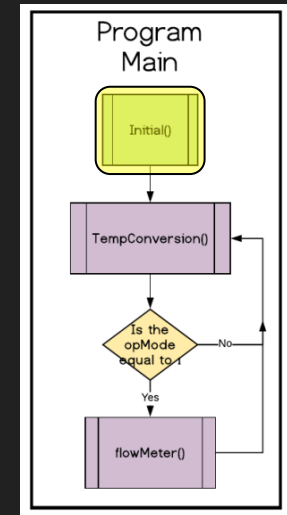 Program
Main
Initial()
TempConversion()
Is the
opMode
equal to
No
Yes
flowMeter()